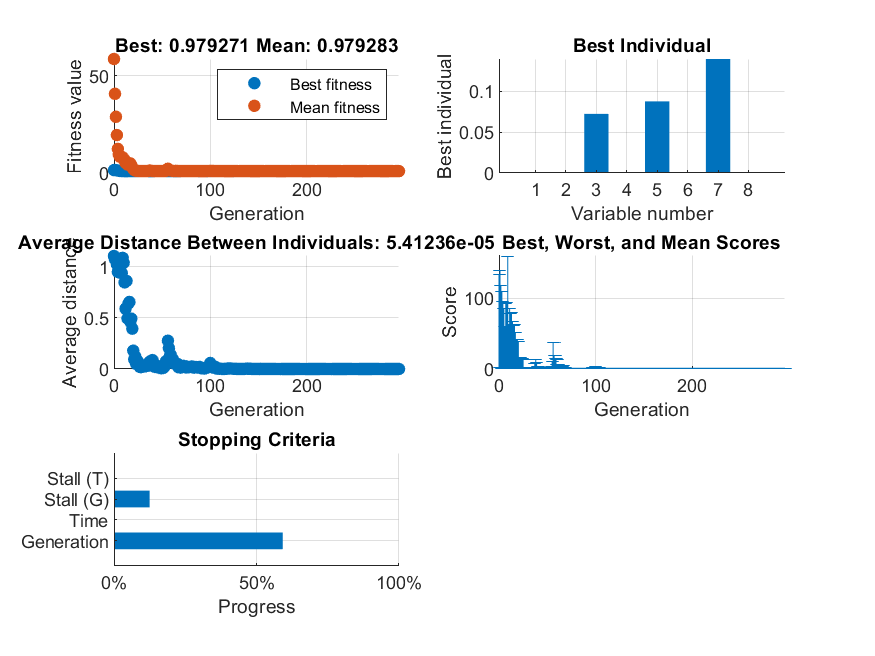 Best: 0.979271 Mean: 0.979283
Fitness value
50
0
Best fitness
Mean fitness
0 100 200
Generation
Best Individual
Best individual
0.1
0.05
0
1 2 3 4 5 6 7 8
Variable number
Average Distance Between Individuals: 5.41236e-05
Average distance
1
0.5
0
0 100 200
Generation
Best, Worst, and Mean Scores
Score
100
0
0 100 200
Generation
Stopping Criteria
Stall (T)
Stall (G)
Time
Generation
0% 50% 100%
Progress